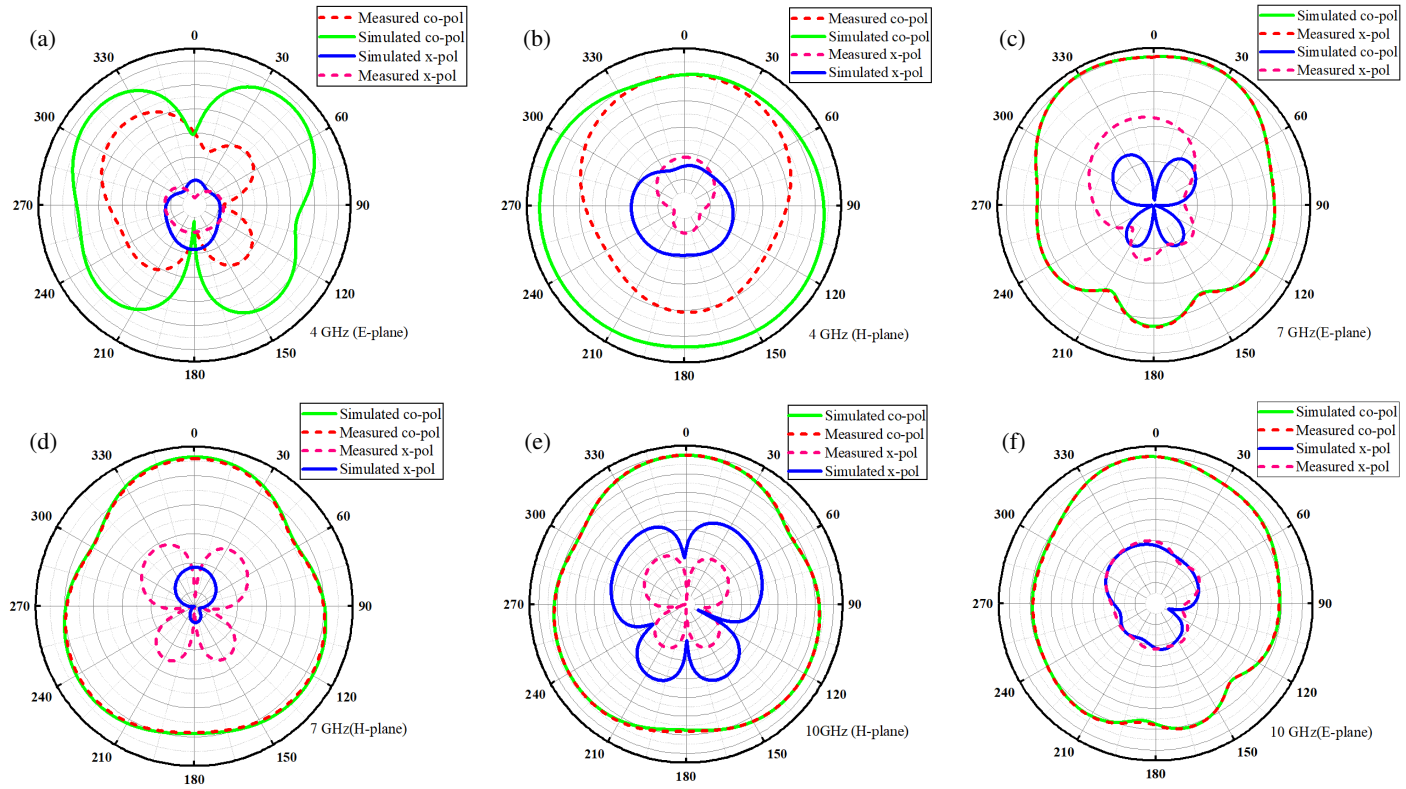 (a)
Measured co-pol
Simulated co-pol
Simulated x-pol
Measured x-pol
0
30
60
90
120
150
180
210
240
270
300
330
4 GHz (E-plane)
(b)
Measured co-pol
Simulated co-pol
Measured x-pol
Simulated x-pol
0
30
60
90
120
150
180
210
240
270
300
330
4 GHz (H-plane)
(c)
Simulated co-pol
Measured x-pol
Simulated co-pol
Measured x-pol
0
30
60
90
120
150
180
210
240
270
300
330
7 GHz(E-plane)
(d)
Simulated co-pol
Measured co-pol
Measured x-pol
Simulated x-pol
0
30
60
90
120
150
180
210
240
270
300
330
7 GHz(H-plane)
(e)
Simulated co-pol
Measured co-pol
Measured x-pol
Simulated x-pol
0
30
60
90
120
150
180
210
240
270
300
330
10GHz (H-plane)
(f)
Simulated co-pol
Measured co-pol
Simulated x-pol
Measured x-pol
0
30
60
90
120
150
180
210
240
270
300
330
10 GHz(E-plane)